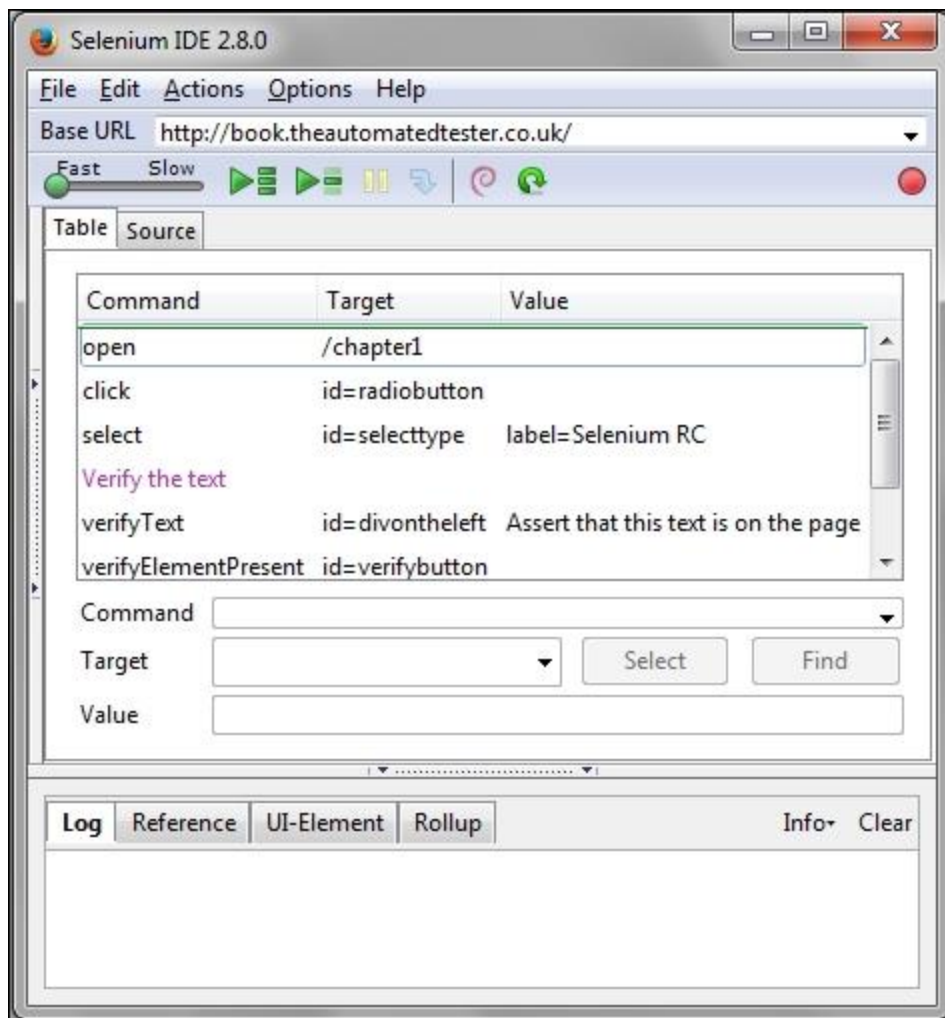 Selenium IDE 2.8.0
File Edit Actions Options Help
Base URL http://book.theautomatedtester.co.uk/
Fast Slow
Table Source
Command Target Value
open /chapter1
click id=radiobutton
select id=selecttype label=Selenium RC
Verify the text
verifyText id=divontheleft Assert that this text is on the page
verifyElementPresent id=verifybutton
Command
Target Select Find
Value
Log Reference UI-Element Rollup Info Clear